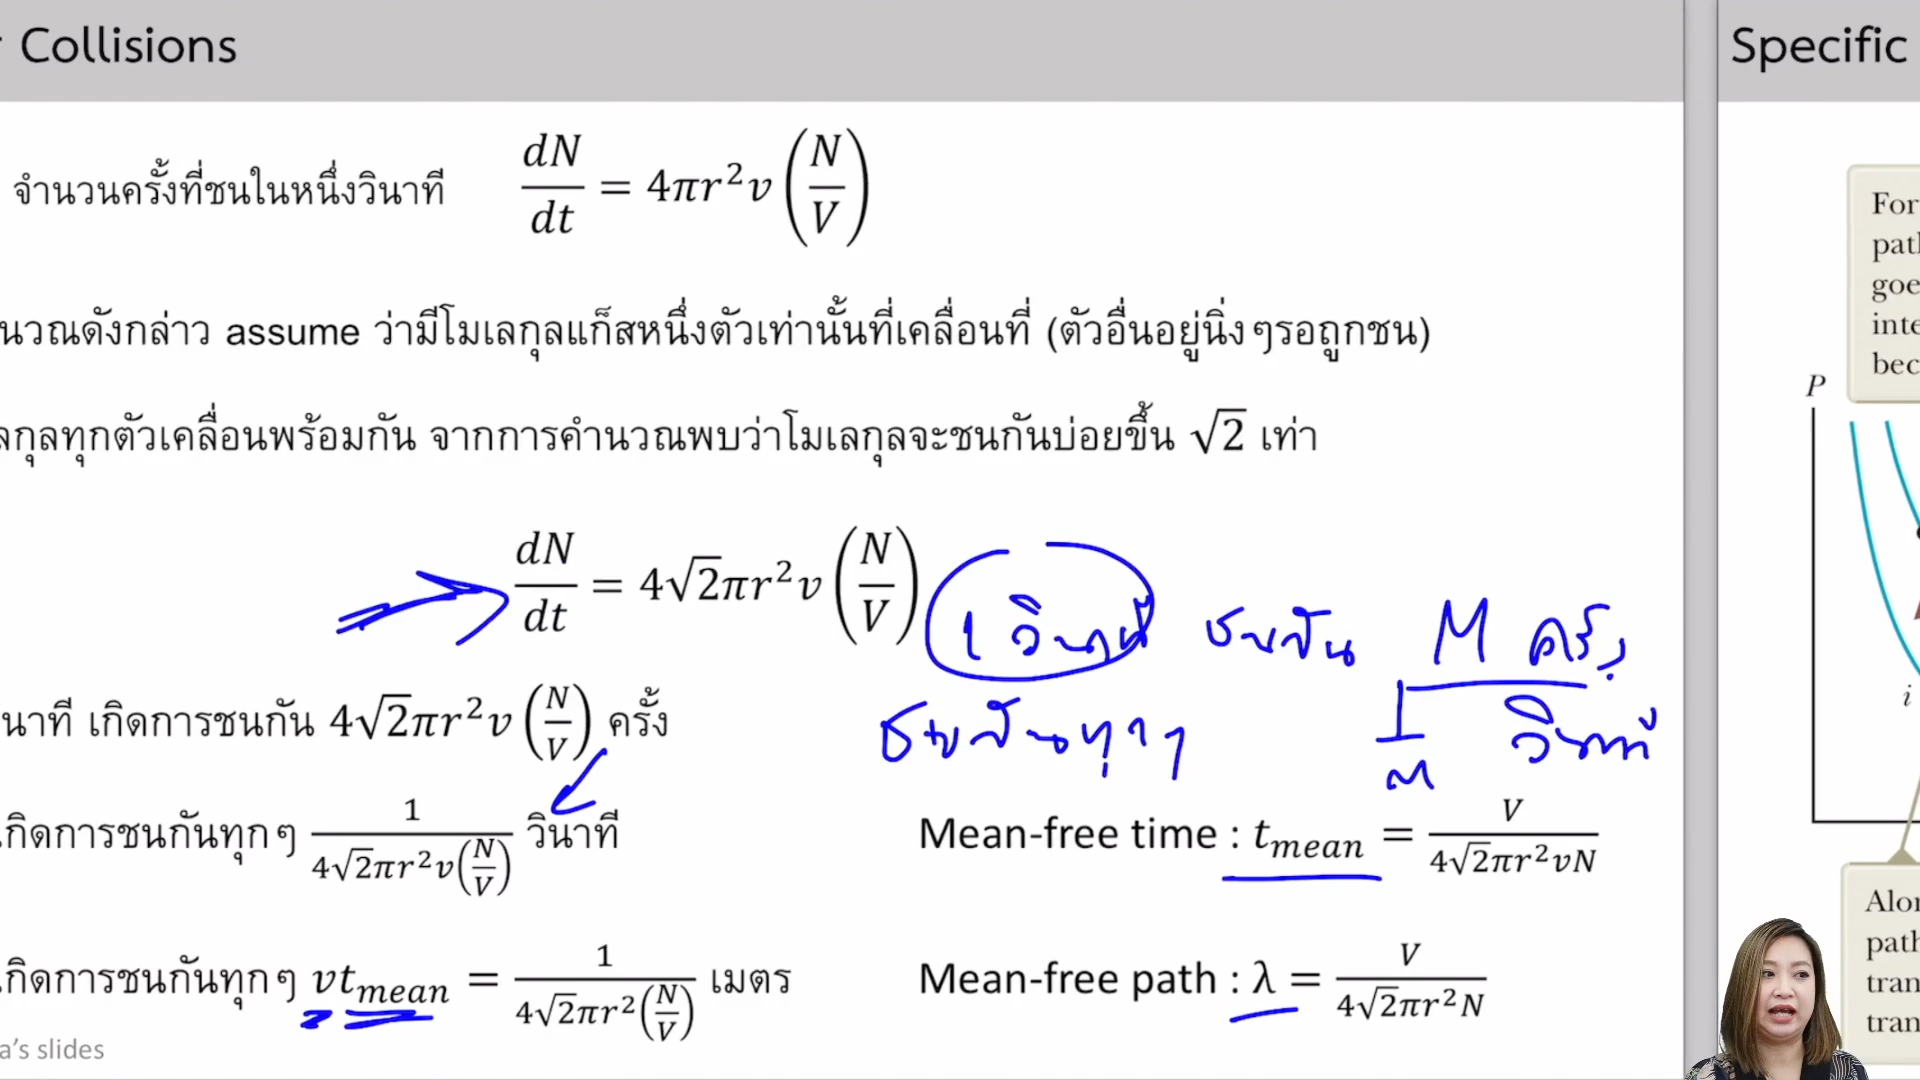 Collisions
Specific
จำนวนครั้งที่ชนในหนึ่งวินาที dN/dt = 4πr²v (N/V)
นวณดังกล่าว assume ว่ามีโมเลกุลแก็สหนึ่งตัวเท่านั้นที่เคลื่อนที่ (ตัวอื่นอยู่นิ่งๆรอถูกชน)
ลกุลทุกตัวเคลื่อนพร้อมกัน จากการคำนวณพบว่าโมเลกุลจะชนกันบ่อยขึ้น √2 เท่า
dN/dt = 4√2πr²v (N/V)
1 วินาที ชนกัน M ครั้ง
นาที เกิดการชนกัน 4√2πr²v (N/V) ครั้ง
ชนกันทุกๆ 1/M วินาที
กิดการชนกันทุกๆ 1/(4√2πr²v(N/V)) วินาที
Mean-free time : t_mean = V/(4√2πr²vN)
กิดการชนกันทุกๆ vt_mean = 1/(4√2πr²(N/V)) เมตร
Mean-free path : λ = V/(4√2πr²N)
a's slides
For
path
goe
inte
bec
P
i
Alon
path
tran
tran